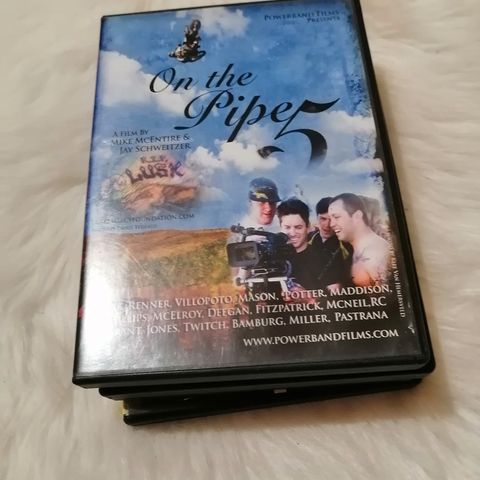 POWERBAND FILMS
PRESENTS
On the
Pipe 5
A FILM BY
MIKE MCENTIRE &
JAY SCHWEITZER
R.I.P.
LUSK
RENNER, VILLOPOTO, MASON, POTTER, MADDISON,
MCELROY, DEEGAN, FITZPATRICK, MCNEIL, RC
JONES, TWITCH, BAMBURG, MILLER, PASTRANA
WWW.POWERBANDFILMS.COM